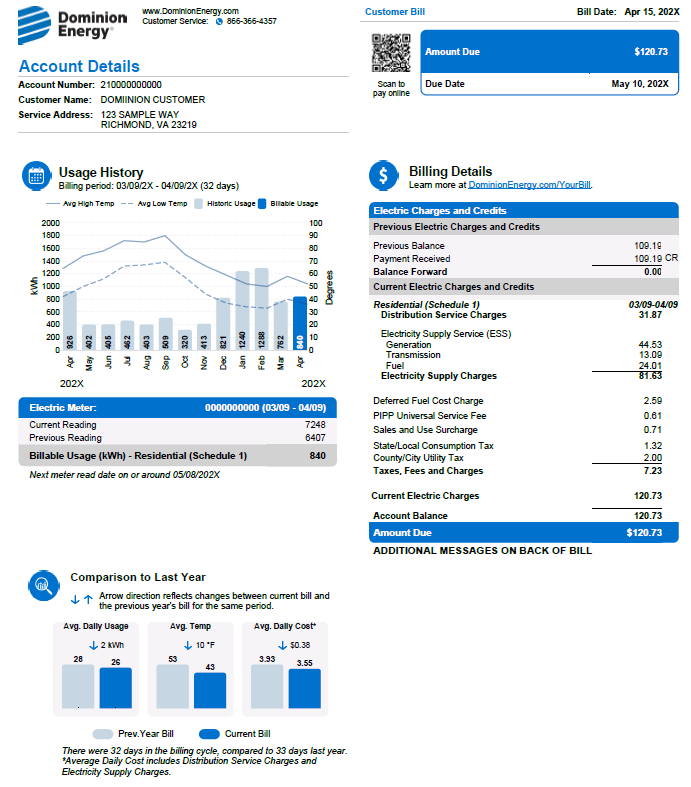 Dominion
Energy®
www.DominionEnergy.com
Customer Service: 866-366-4357
Account Details
Account Number: 210000000000
Customer Name: DOMIINION CUSTOMER
Service Address: 123 SAMPLE WAY
RICHMOND, VA 23219
Customer Bill
Bill Date: Apr 15, 202X
Scan to
pay online
Amount Due $120.73
Due Date May 10, 202X
Usage History
Billing period: 03/09/2X - 04/09/2X (32 days)
Avg High Temp Avg Low Temp Historic Usage Billable Usage
kWh
2000 100
1800 90
1600 80
1400 70
1200 60
1000 50
800 40
600 30
400 20
200 10
0 0
Degrees
926 402 405 462 403 509 320 413 821 1240 1288 762 840
Apr May Jun Jul Aug Sep Oct Nov Dec Jan Feb Mar Apr
202X 202X
Electric Meter: 0000000000 (03/09 - 04/09)
Current Reading 7248
Previous Reading 6407
Billable Usage (kWh) - Residential (Schedule 1) 840
Next meter read date on or around 05/08/202X
Billing Details
Learn more at DominionEnergy.com/YourBill.
Electric Charges and Credits
Previous Electric Charges and Credits
Previous Balance 109.19
Payment Received 109.19 CR
Balance Forward 0.00
Current Electric Charges and Credits
Residential (Schedule 1) 03/09-04/09
Distribution Service Charges 31.87
Electricity Supply Service (ESS)
Generation 44.53
Transmission 13.09
Fuel 24.01
Electricity Supply Charges 81.63
Deferred Fuel Cost Charge 2.59
PIPP Universal Service Fee 0.61
Sales and Use Surcharge 0.71
State/Local Consumption Tax 1.32
County/City Utility Tax 2.00
Taxes, Fees and Charges 7.23
Current Electric Charges 120.73
Account Balance 120.73
Amount Due $120.73
ADDITIONAL MESSAGES ON BACK OF BILL
Comparison to Last Year
↓ ↑ Arrow direction reflects changes between current bill and
the previous year's bill for the same period.
Avg. Daily Usage
↓ 2 kWh
28 26
Avg. Temp
↓ 10 °F
53 43
Avg. Daily Cost*
↓ $0.38
3.93 3.55
Prev.Year Bill Current Bill
There were 32 days in the billing cycle, compared to 33 days last year.
*Average Daily Cost includes Distribution Service Charges and
Electricity Supply Charges.